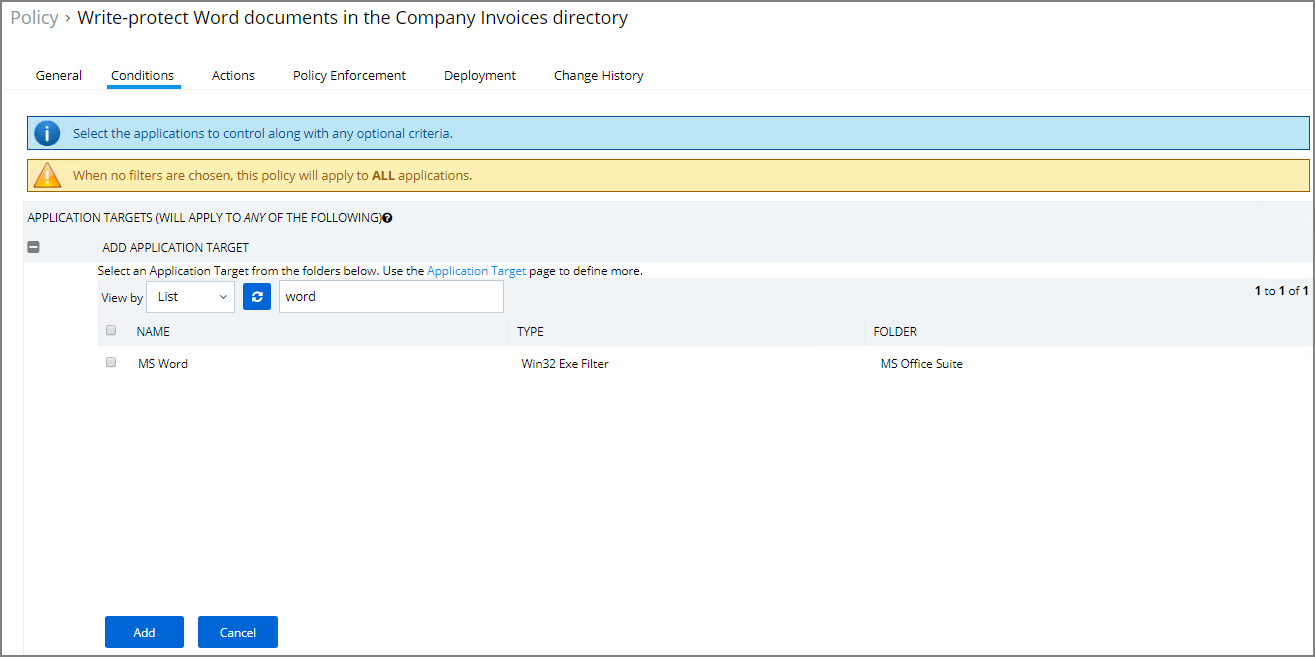 Policy › Write-protect Word documents in the Company Invoices directory
General Conditions Actions Policy Enforcement Deployment Change History
Select the applications to control along with any optional criteria.
When no filters are chosen, this policy will apply to ALL applications.
APPLICATION TARGETS (WILL APPLY TO ANY OF THE FOLLOWING)?
ADD APPLICATION TARGET
Select an Application Target from the folders below. Use the Application Target page to define more.
View by List word 1 to 1 of 1
NAME TYPE FOLDER
MS Word Win32 Exe Filter MS Office Suite
Add Cancel